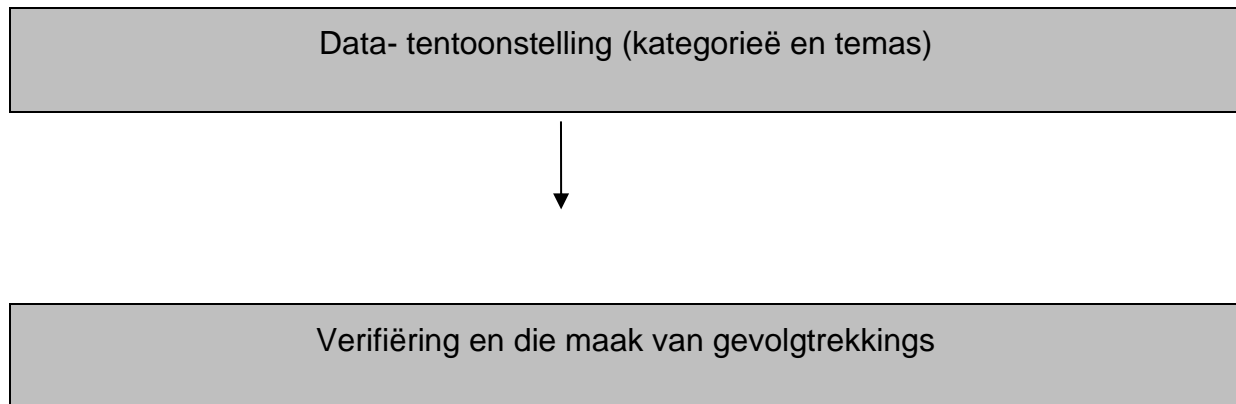 Data- tentoonstelling (kategorieë en temas)
Verifiëring en die maak van gevolgtrekkings